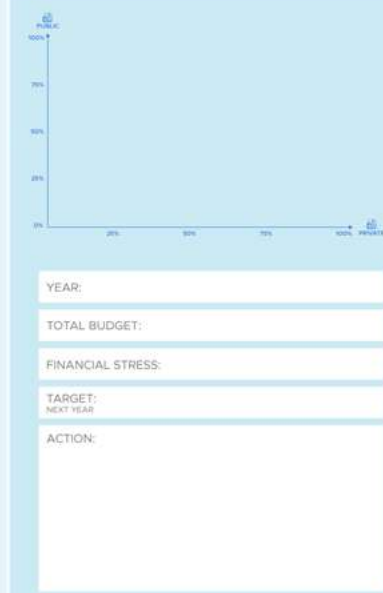 PUBLIC
100%
75%
50%
25%
0%
25% 50% 75% 100% PRIVATE
YEAR:
TOTAL BUDGET:
FINANCIAL STRESS:
TARGET:
NEXT YEAR
ACTION: